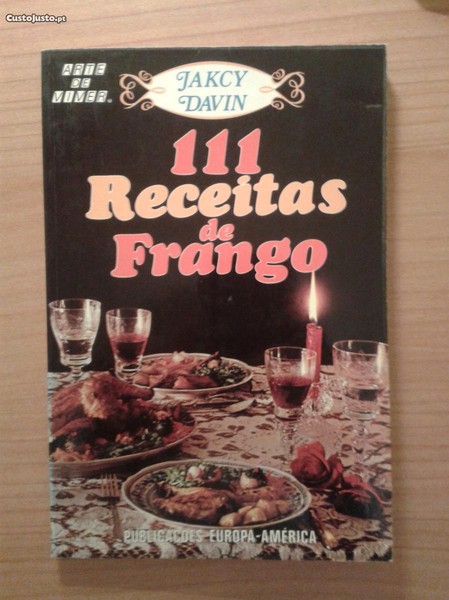 CustoJusto.pt
ARTE
DE
VIVER
JAKCY
DAVIN
111
Receitas
de
Frango
PUBLICAÇÕES EUROPA-AMÉRICA